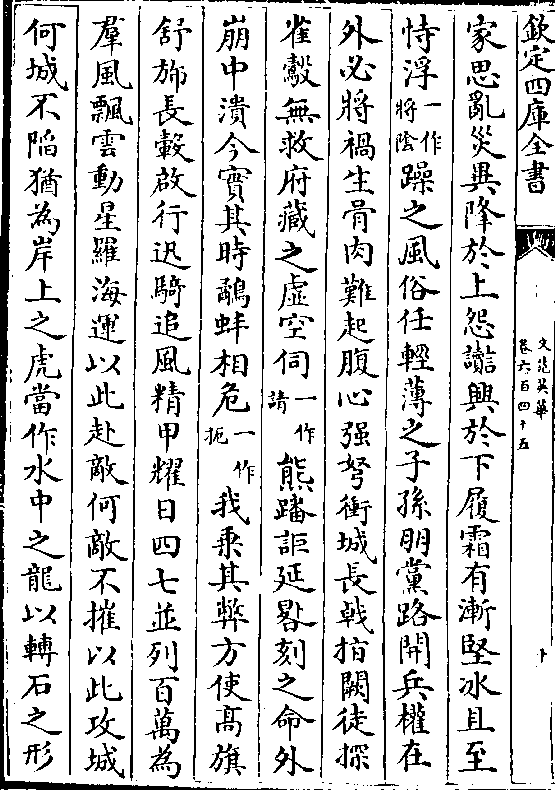 欽定四庫全書
文苑英華
卷六百四十五
家思亂災異降於上怨讟興於下履霜有漸堅冰且至
恃浮一作將陰躁之風俗任輕薄之子孫朋黨路開兵權在
外必將禍生骨肉難起腹心强弩衝城長戟指闕徒探
雀鷇無救府藏之虛空伺一作請熊蹯詎延晷刻之命外
崩中潰今實其時鷸蚌相危一作扼我乘其弊方使髙旗
舒旆長轂啟行迅騎追風精甲耀日四七並列百萬為
羣風飄雲動星羅海運以此赴敵何敵不摧以此攻城
何城不陷猶為岸上之虎當作水中之龍以轉石之形